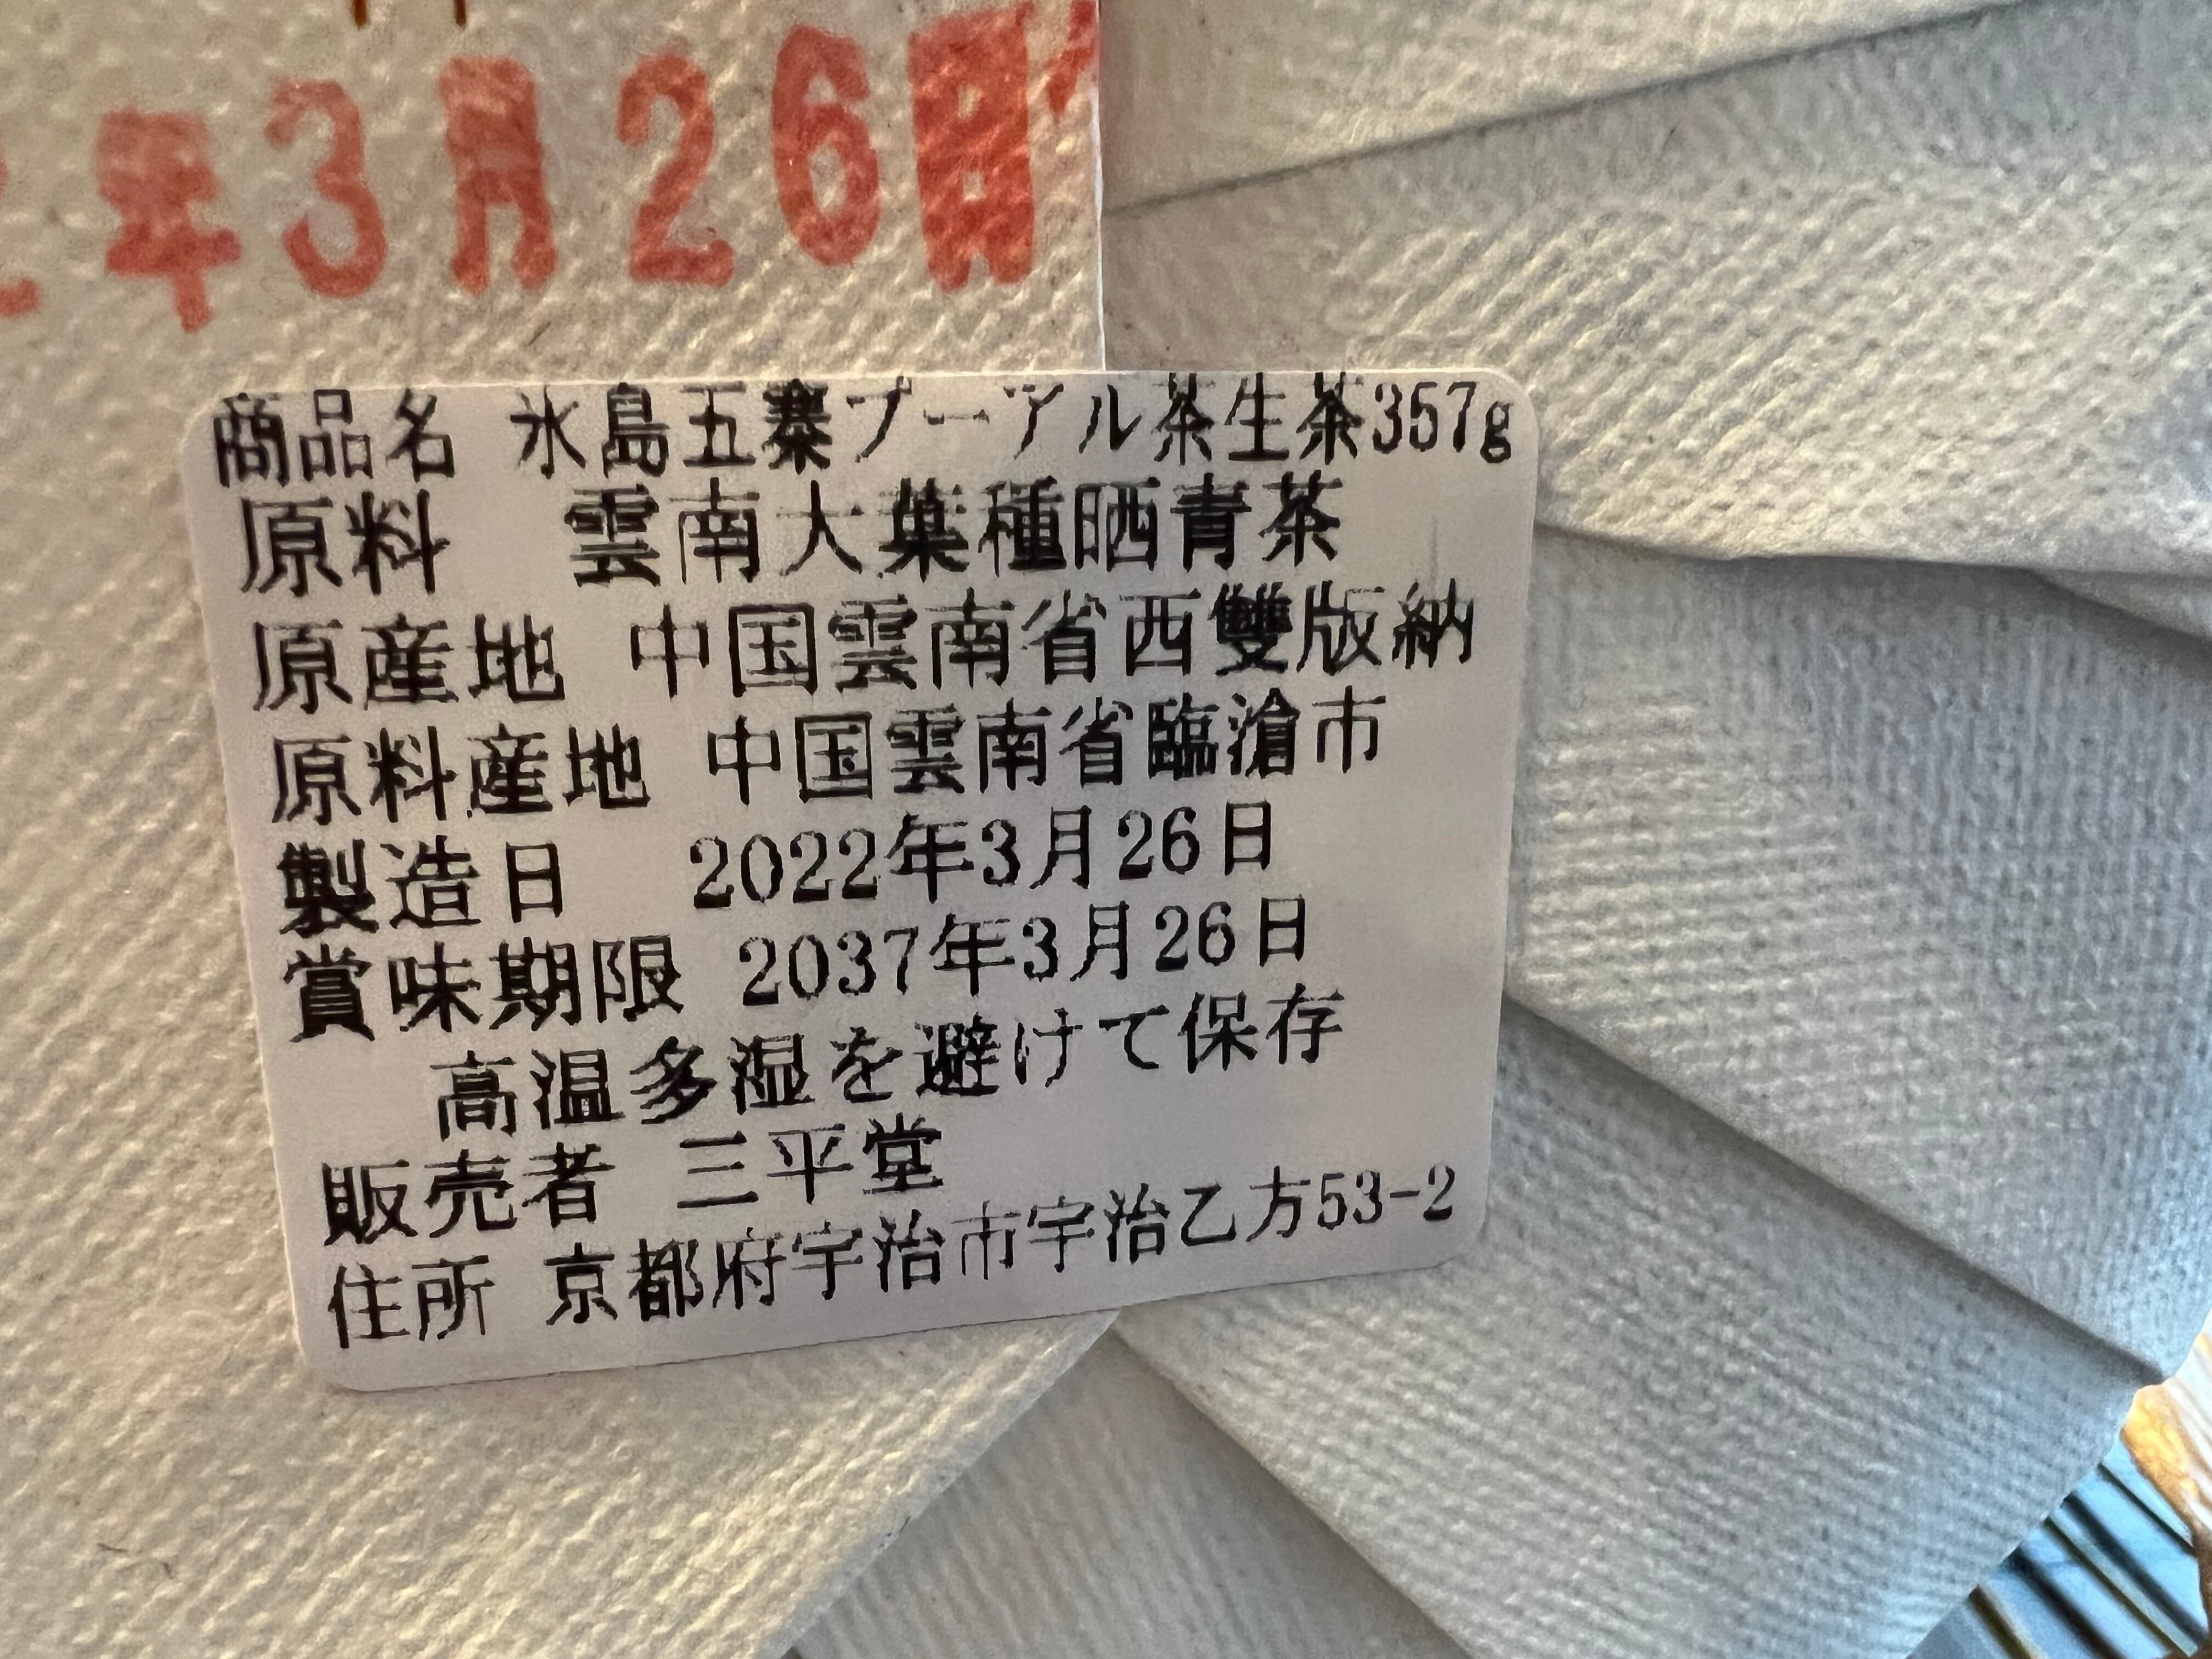 2年3月26日
商品名 氷島五寨プーアル茶生茶357g
原料 雲南大葉種晒青茶
原産地 中国雲南省西雙版納
原料産地 中国雲南省臨滄市
製造日 2022年3月26日
賞味期限 2037年3月26日
高温多湿を避けて保存
販売者 三平堂
住所 京都府宇治市宇治乙方53-2